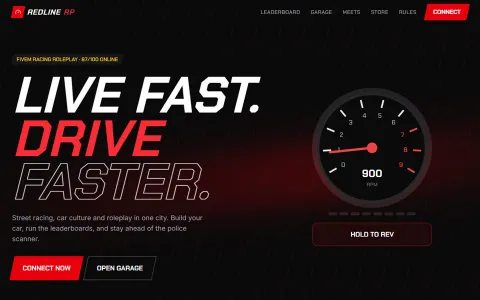 REDLINE RP
LEADERBOARD GARAGE MEETS STORE RULES CONNECT
FIVEM RACING ROLEPLAY · 87/100 ONLINE
LIVE FAST.
DRIVE
FASTER.
Street racing, car culture and roleplay in one city. Build your
car, run the leaderboards, and stay ahead of the police
scanner.
CONNECT NOW OPEN GARAGE
0 1 2 3 4 5 6 7 8 9
900
RPM
HOLD TO REV